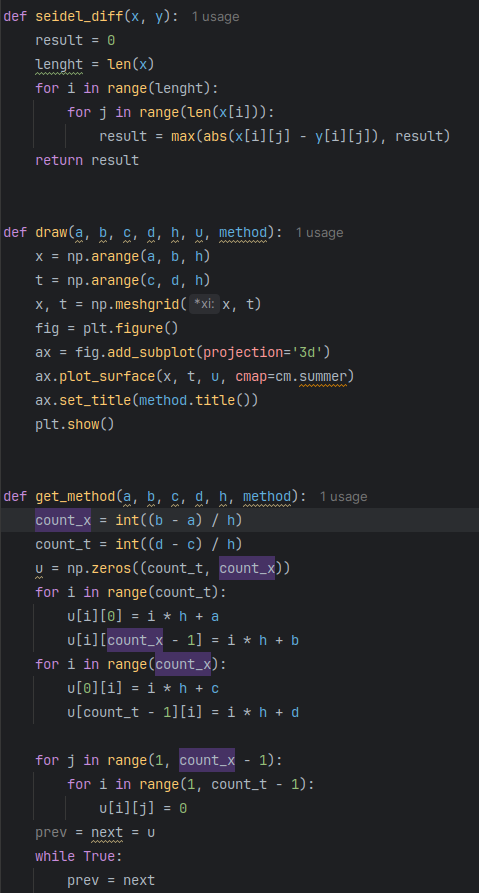 def seidel_diff(x, y): 1 usage
    result = 0
    lenght = len(x)
    for i in range(lenght):
        for j in range(len(x[i])):
            result = max(abs(x[i][j] - y[i][j]), result)
    return result
def draw(a, b, c, d, h, u, method): 1 usage
    x = np.arange(a, b, h)
    t = np.arange(c, d, h)
    x, t = np.meshgrid( *xi: x, t)
    fig = plt.figure()
    ax = fig.add_subplot(projection='3d')
    ax.plot_surface(x, t, u, cmap=cm.summer)
    ax.set_title(method.title())
    plt.show()
def get_method(a, b, c, d, h, method): 1 usage
    count_x = int((b - a) / h)
    count_t = int((d - c) / h)
    u = np.zeros((count_t, count_x))
    for i in range(count_t):
        u[i][0] = i * h + a
        u[i][count_x - 1] = i * h + b
    for i in range(count_x):
        u[0][i] = i * h + c
        u[count_t - 1][i] = i * h + d
    for j in range(1, count_x - 1):
        for i in range(1, count_t - 1):
            u[i][j] = 0
    prev = next = u
    while True:
        prev = next